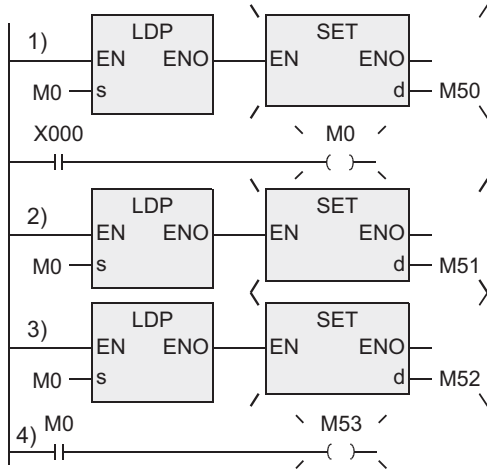 1)
LDP
SET
EN ENO
EN ENO
M0
s
d
M50
X000
M0
2)
LDP
SET
EN ENO
EN ENO
M0
s
d
M51
3)
LDP
SET
EN ENO
EN ENO
M0
s
d
M52
4)
M0
M53